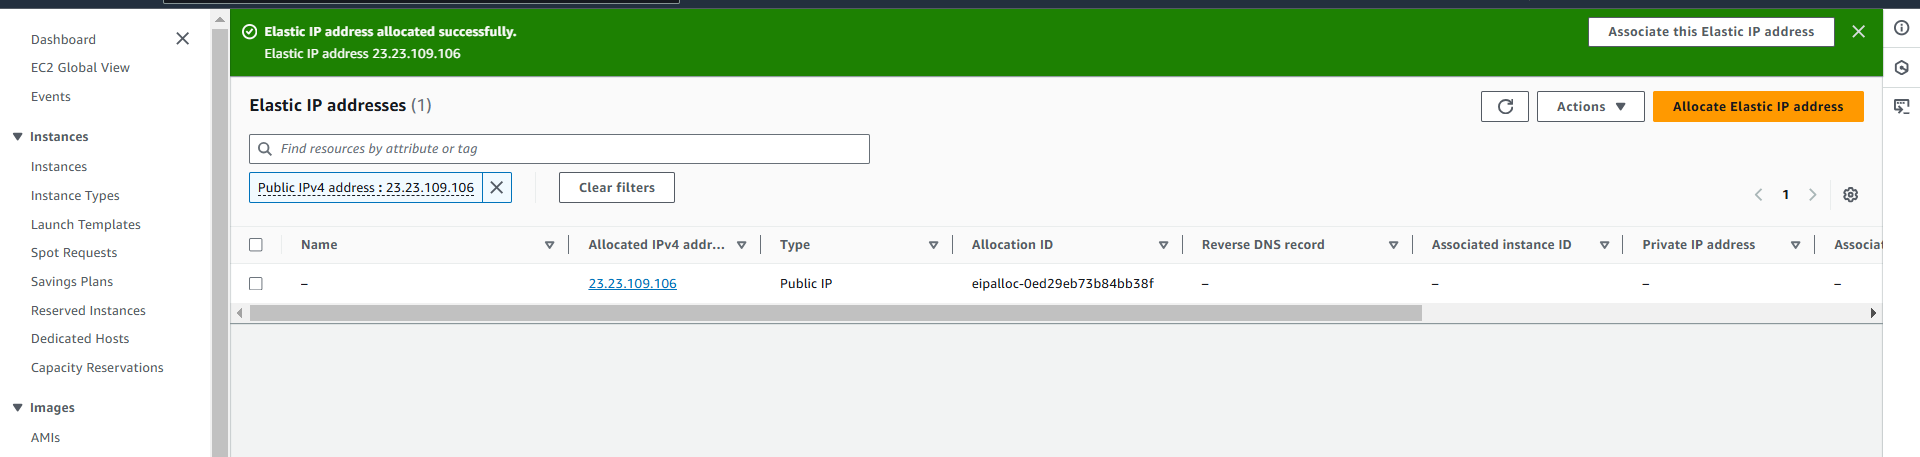 Dashboard
EC2 Global View
Events
Instances
Instances
Instance Types
Launch Templates
Spot Requests
Savings Plans
Reserved Instances
Dedicated Hosts
Capacity Reservations
Images
AMIs
Elastic IP address allocated successfully.
Elastic IP address 23.23.109.106
Associate this Elastic IP address
Elastic IP addresses (1)
Actions
Allocate Elastic IP address
Find resources by attribute or tag
Public IPv4 address : 23.23.109.106
Clear filters
1
Name Allocated IPv4 addr... Type Allocation ID Reverse DNS record Associated instance ID Private IP address Associat
– 23.23.109.106 Public IP eipalloc-0ed29eb73b84bb38f – – – –